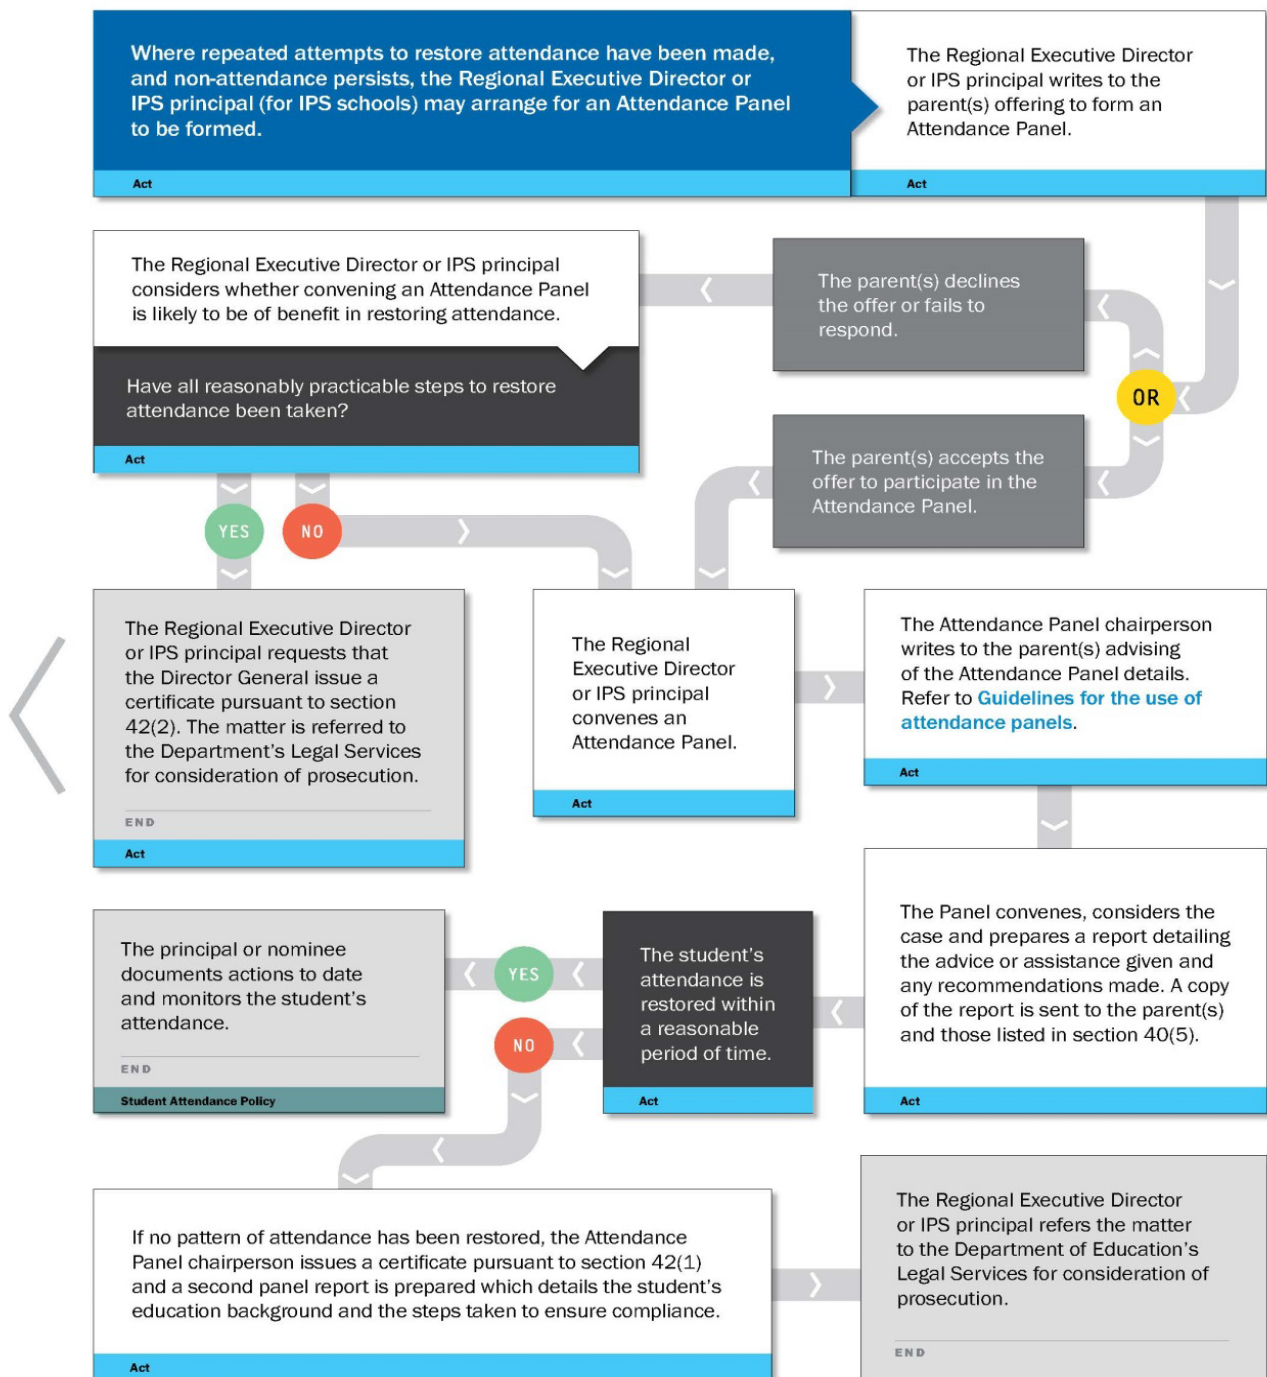 Where repeated attempts to restore attendance have been made,
and non-attendance persists, the Regional Executive Director or
IPS principal (for IPS schools) may arrange for an Attendance Panel
to be formed.
Act
The Regional Executive Director
or IPS principal writes to the
parent(s) offering to form an
Attendance Panel.
Act
The Regional Executive Director or IPS principal
considers whether convening an Attendance Panel
is likely to be of benefit in restoring attendance.
Have all reasonably practicable steps to restore
attendance been taken?
Act
The parent(s) declines
the offer or fails to
respond.
OR
The parent(s) accepts the
offer to participate in the
Attendance Panel.
YES
NO
The Regional Executive Director
or IPS principal requests that
the Director General issue a
certificate pursuant to section
42(2). The matter is referred to
the Department's Legal Services
for consideration of prosecution.
END
Act
The Regional
Executive Director
or IPS principal
convenes an
Attendance Panel.
Act
The Attendance Panel chairperson
writes to the parent(s) advising
of the Attendance Panel details.
Refer to Guidelines for the use of
attendance panels.
Act
The Panel convenes, considers the
case and prepares a report detailing
the advice or assistance given and
any recommendations made. A copy
of the report is sent to the parent(s)
and those listed in section 40(5).
Act
The student's
attendance is
restored within
a reasonable
period of time.
Act
YES
NO
The principal or nominee
documents actions to date
and monitors the student's
attendance.
END
Student Attendance Policy
If no pattern of attendance has been restored, the Attendance
Panel chairperson issues a certificate pursuant to section 42(1)
and a second panel report is prepared which details the student's
education background and the steps taken to ensure compliance.
Act
The Regional Executive Director
or IPS principal refers the matter
to the Department of Education's
Legal Services for consideration of
prosecution.
END